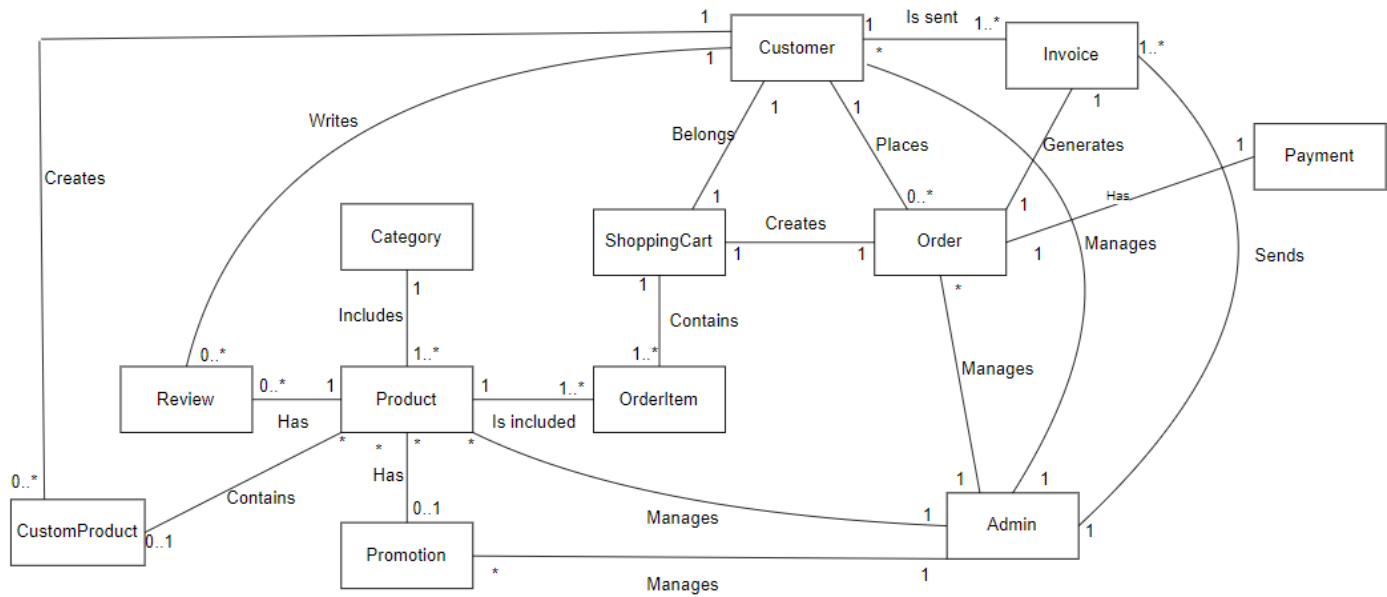 1
1
Is sent
1..*
Customer
*
Invoice
1..*
1
Writes
Belongs
1
1
Places
1
Generates
1
Payment
Creates
Has
1
0..*
1
Category
ShoppingCart
Creates
Order
Manages
Sends
1
1
1
1
1
*
Includes
Contains
1..*
1..*
Manages
0..*
Review
0..*
1
Product
1
1..*
OrderItem
Has
Is included
*
*
*
*
0..*
Contains
Has
1
1
CustomProduct
0..1
0..1
Manages
1
Admin
1
Promotion
*
Manages
1